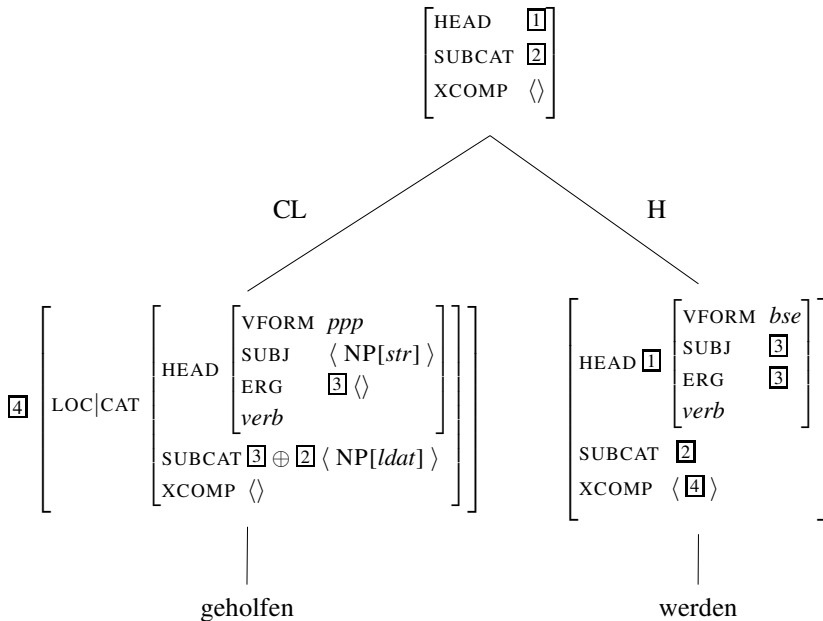 HEAD 1
SUBCAT 2
XCOMP ⟨⟩
CL H
VFORM ppp
SUBJ ⟨ NP[str] ⟩
HEAD
ERG 3 ⟨⟩
verb
4 LOC|CAT
SUBCAT 3 ⊕ 2 ⟨ NP[ldat] ⟩
XCOMP ⟨⟩
VFORM bse
SUBJ 3
HEAD 1
ERG 3
verb
SUBCAT 2
XCOMP ⟨ 4 ⟩
geholfen werden